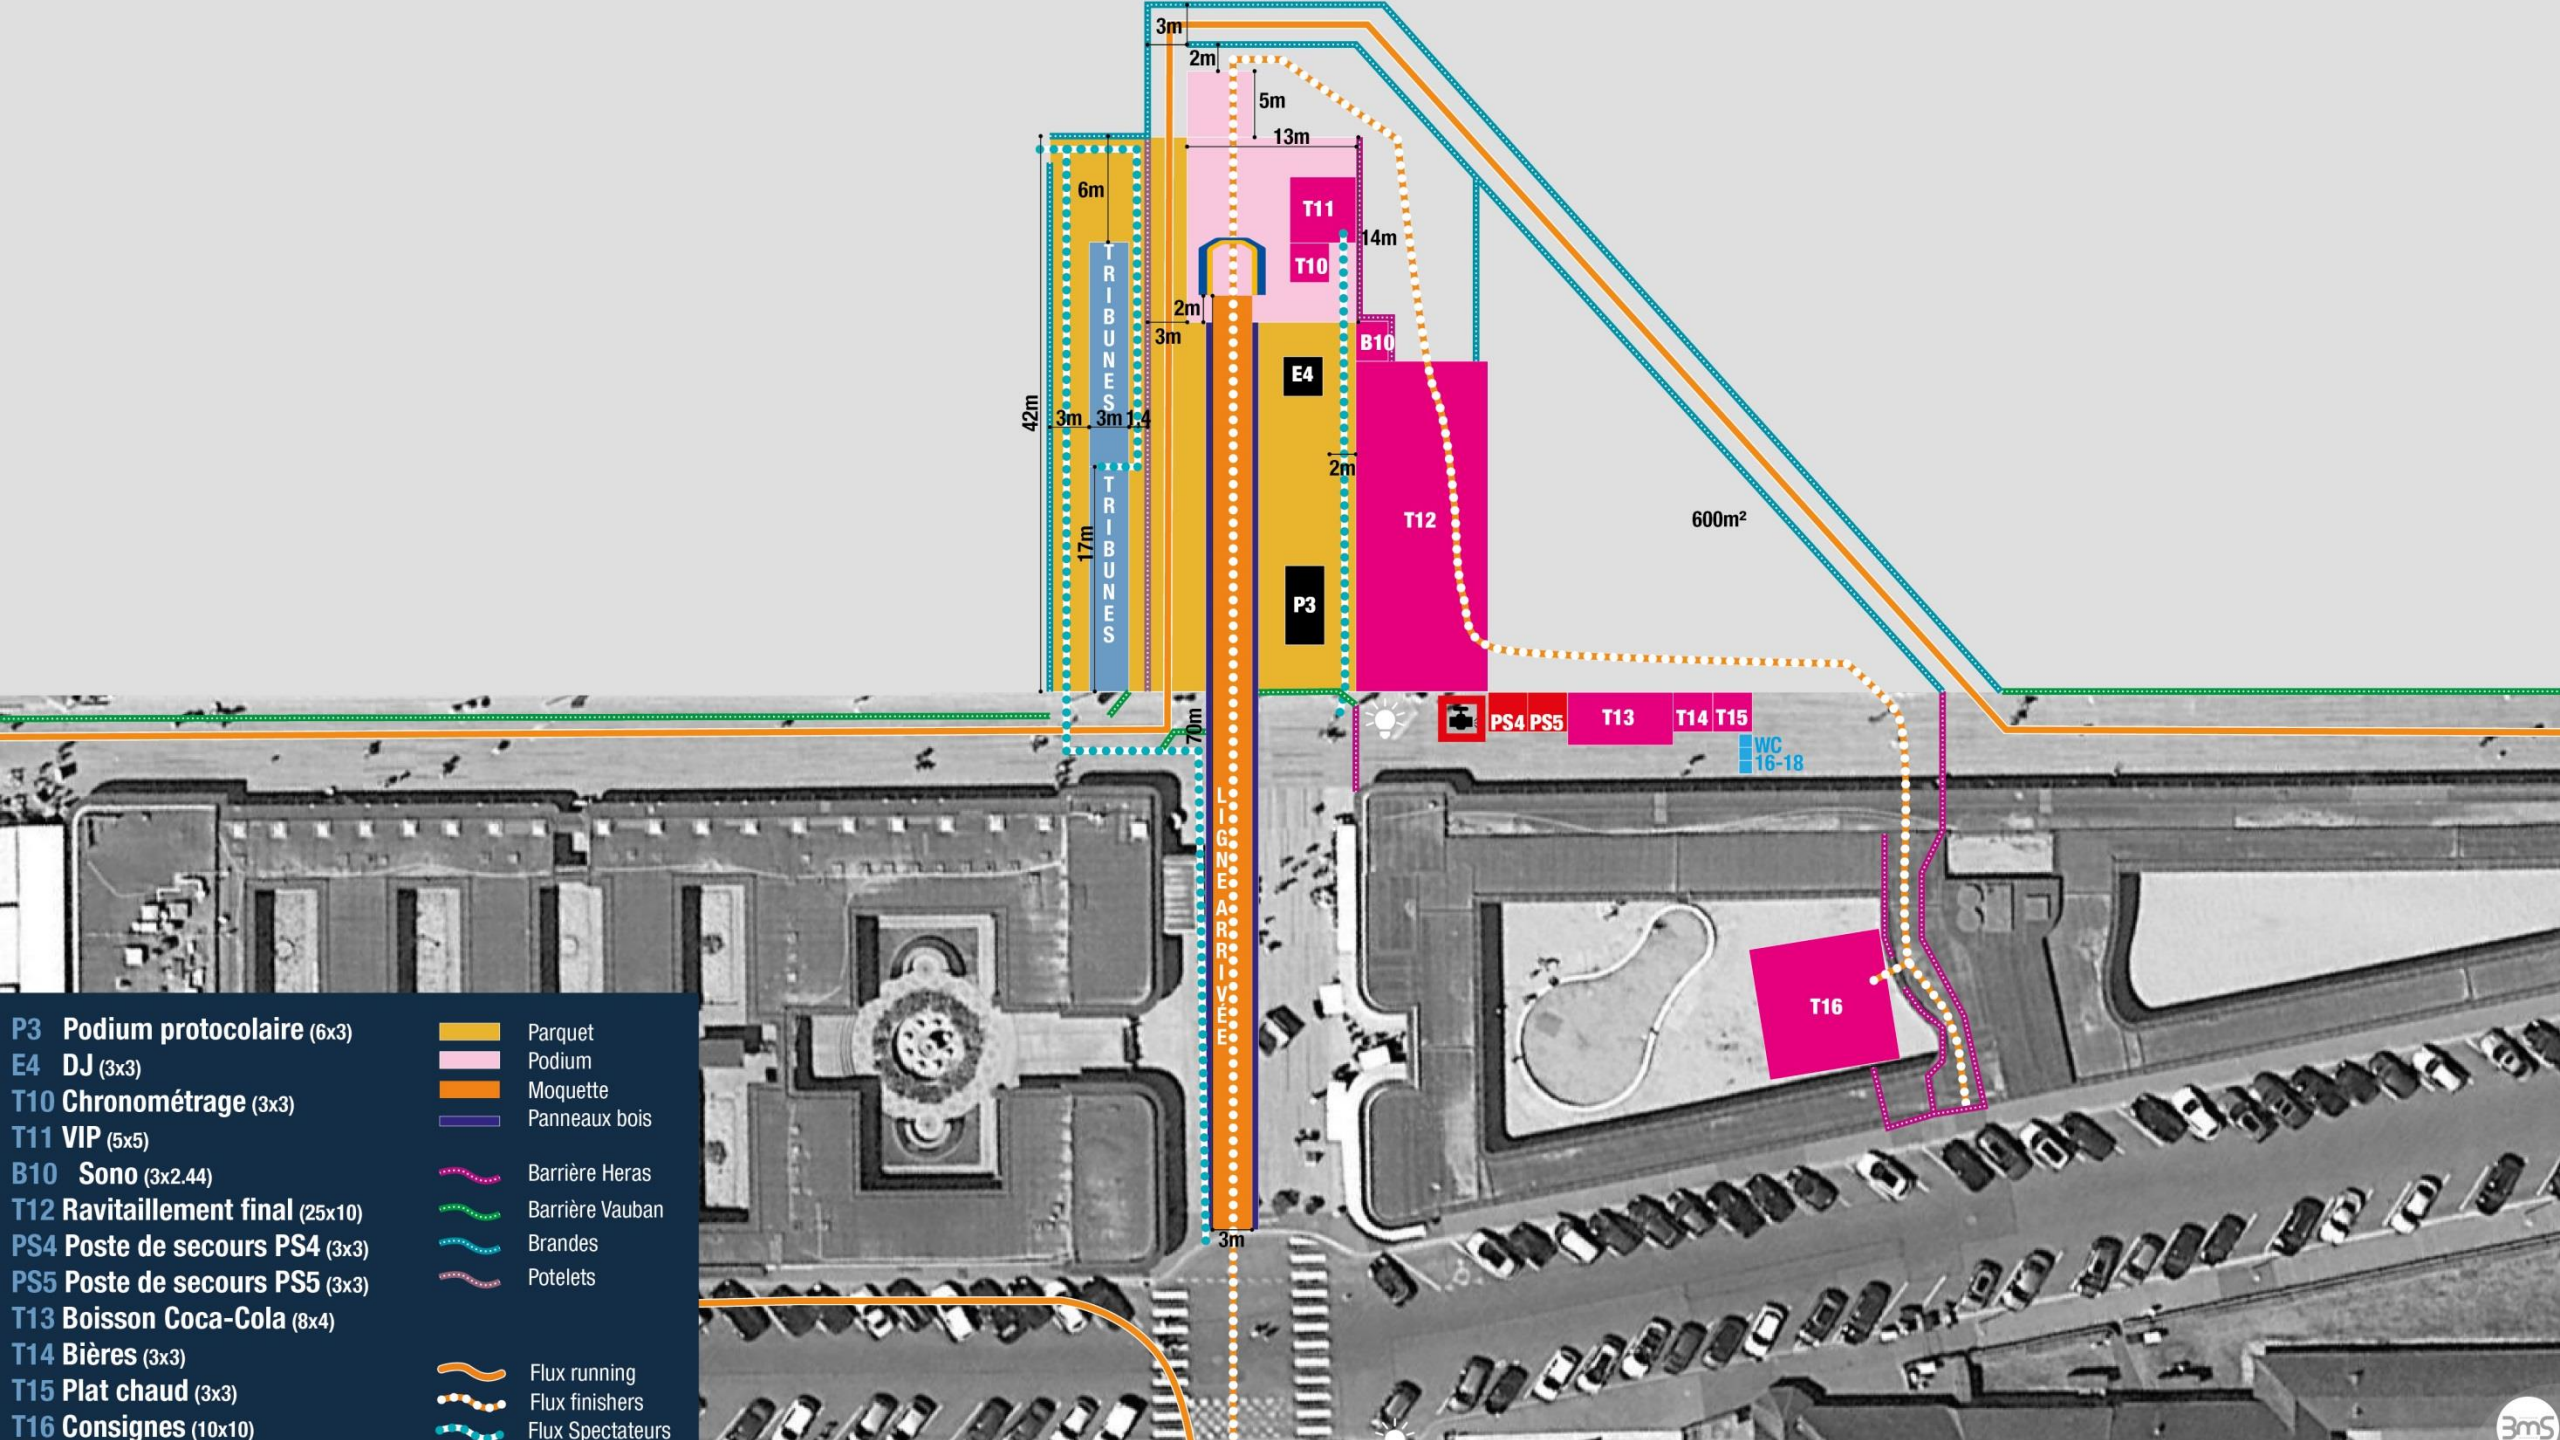 3m
2m
5m
13m
6m
T11
14m
T10
TRIBUNES
2m
3m
B10
E4
42m
3m
3m
1.4
2m
TRIBUNES
17m
T12
600m²
P3
70m
PS4
PS5
T13
T14
T15
WC
16-18
LIGNE ARRIVÉE
T16
3m
P3 Podium protocolaire (6x3)
E4 DJ (3x3)
T10 Chronométrage (3x3)
T11 VIP (5x5)
B10 Sono (3x2.44)
T12 Ravitaillement final (25x10)
PS4 Poste de secours PS4 (3x3)
PS5 Poste de secours PS5 (3x3)
T13 Boisson Coca-Cola (8x4)
T14 Bières (3x3)
T15 Plat chaud (3x3)
T16 Consignes (10x10)
Parquet
Podium
Moquette
Panneaux bois
Barrière Heras
Barrière Vauban
Brandes
Potelets
Flux running
Flux finishers
Flux Spectateurs
3mS